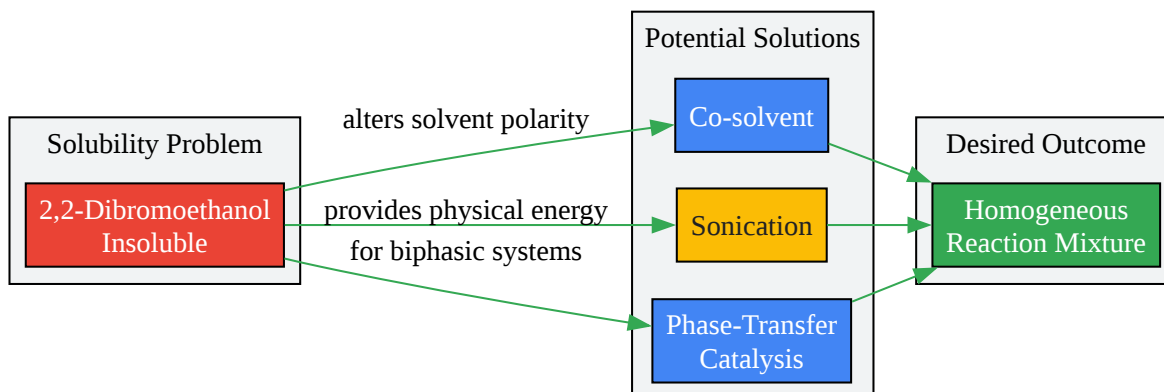 Solubility Problem
2,2-Dibromoethanol
Insoluble
alters solvent polarity
provides physical energy
for biphasic systems
Potential Solutions
Co-solvent
Sonication
Phase-Transfer
Catalysis
Desired Outcome
Homogeneous
Reaction Mixture